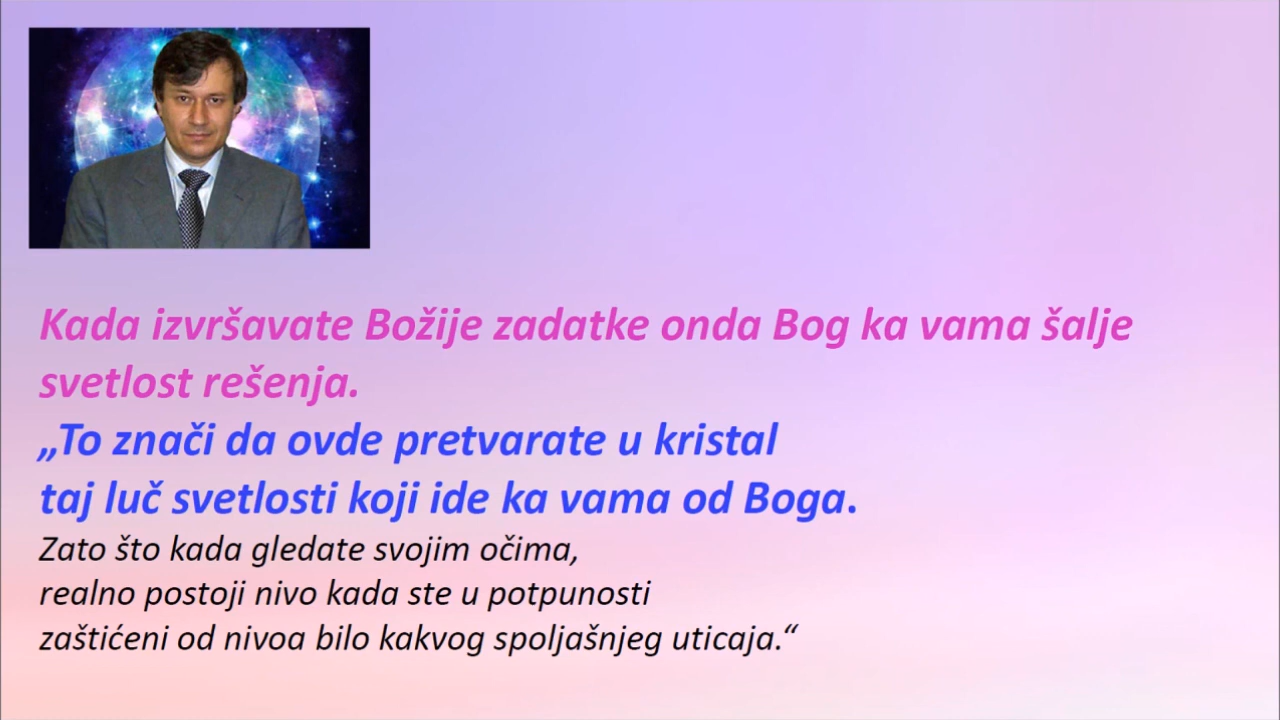 Kada izvršavate Božije zadatke onda Bog ka vama šalje
svetlost rešenja.
„To znači da ovde pretvarate u kristal
taj luč svetlosti koji ide ka vama od Boga.
Zato što kada gledate svojim očima,
realno postoji nivo kada ste u potpunosti
zaštićeni od nivoa bilo kakvog spoljašnjeg uticaja.“